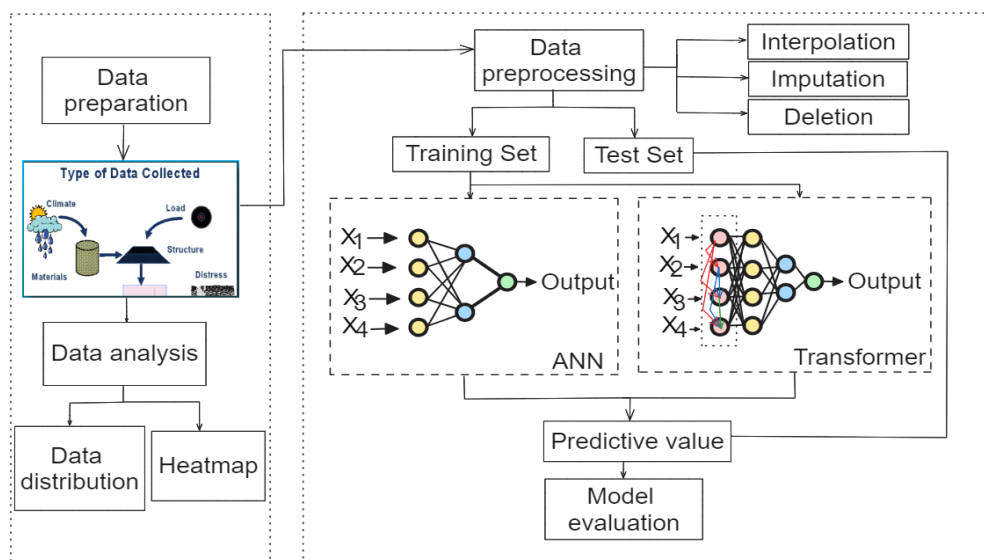 Data
preparation
Type of Data Collected
Climate
Load
Structure
Materials
Distress
Data analysis
Data
distribution
Heatmap
Data
preprocessing
Interpolation
Imputation
Deletion
Training Set
Test Set
X1
X2
X3
X4
Output
ANN
X1
X2
X3
X4
Output
Transformer
Predictive value
Model
evaluation